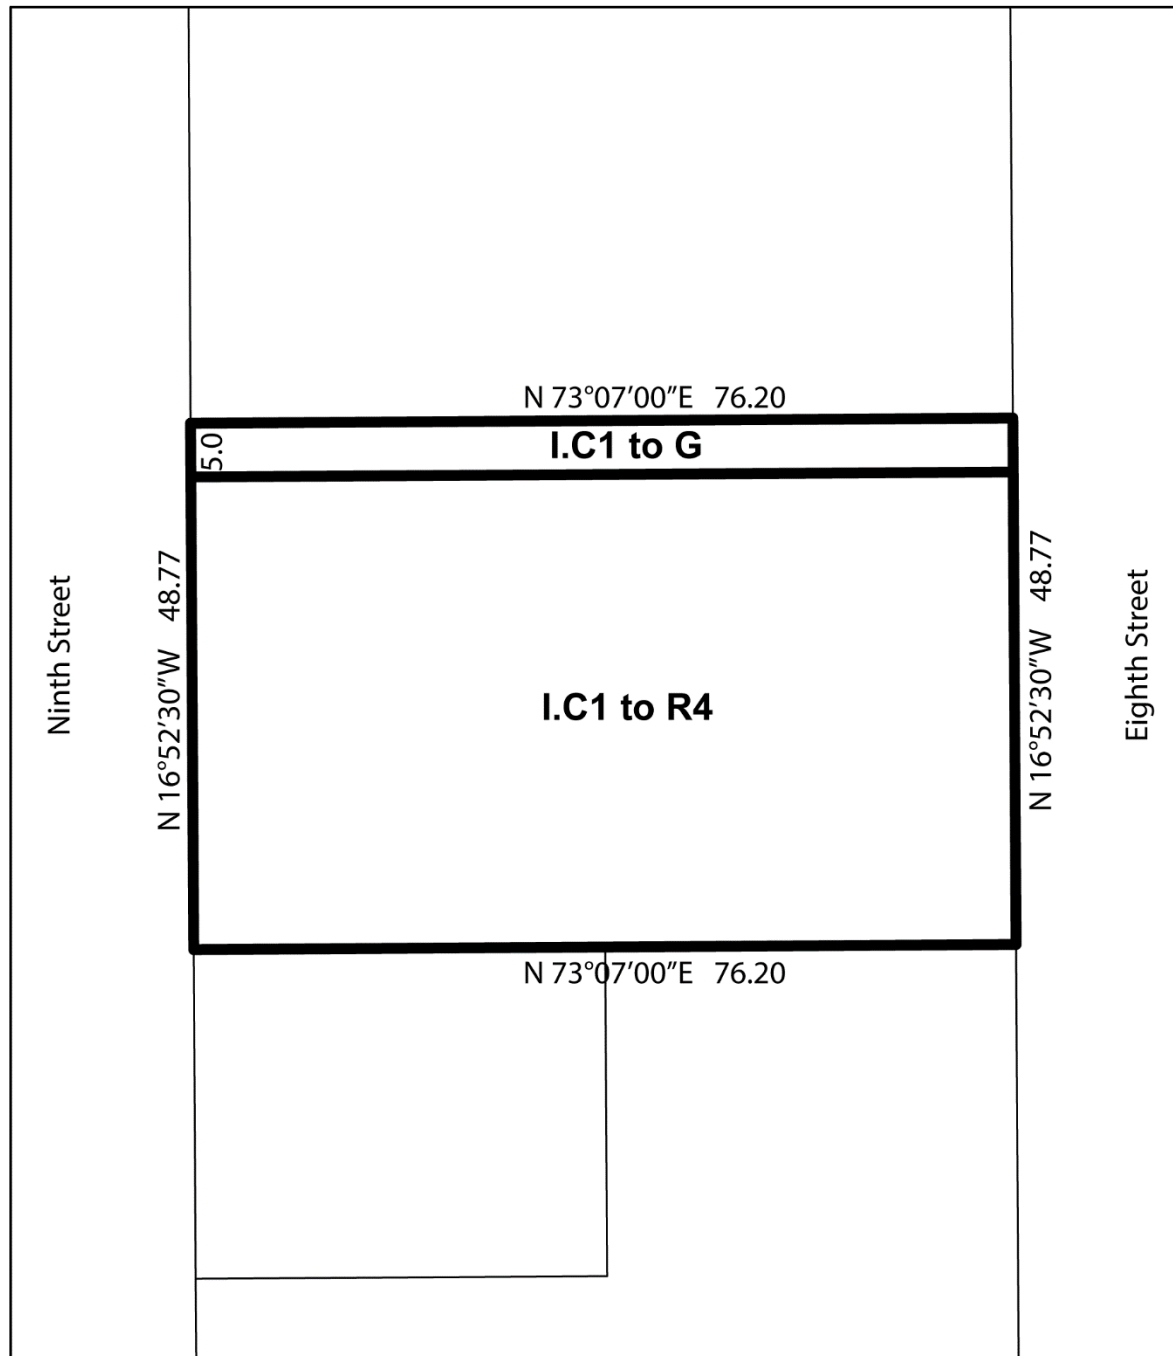 N 73°07′00″E 76.20
5.0
I.C1 to G
Ninth Street
N 16°52′30″W 48.77
I.C1 to R4
N 16°52′30″W 48.77
Eighth Street
N 73°07′00″E 76.20